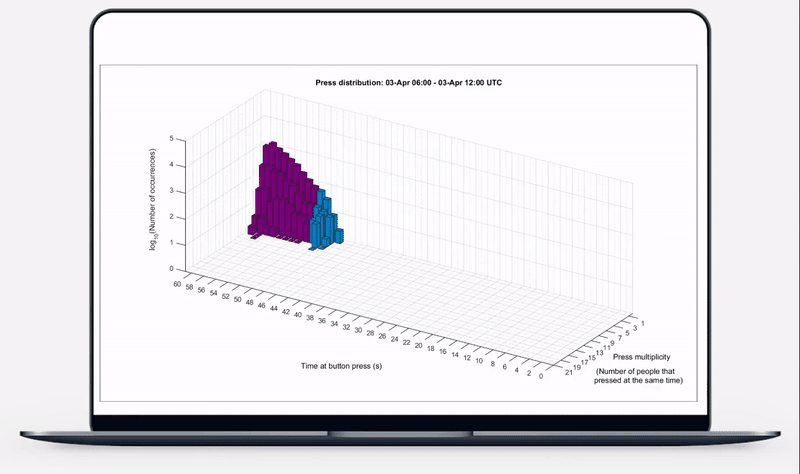 Press distribution: 03-Apr 06:00 - 03-Apr 12:00 UTC
log10(Number of occurrences)
5
4
3
2
1
0
60 58 56 54 52 50 48 46 44 42 40 38 36 34 32 30 28 26 24 22 20 18 16 14 12 10 8 6 4 2 0
Time at button press (s)
21 19 17 15 13 11 9 7 5 3 1
Press multiplicity
(Number of people that
pressed at the same time)